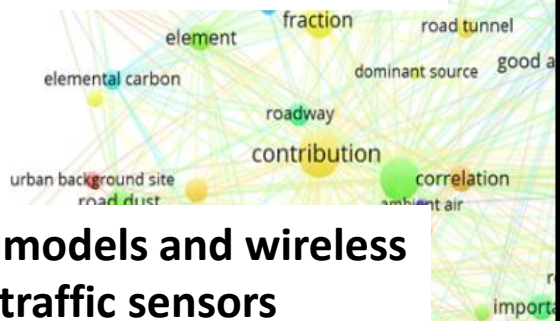 fraction
road tunnel
element
good a
dominant source
elemental carbon
roadway
contribution
urban background site
correlation
road dust
ambient air
models and wireless
traffic sensors
importa